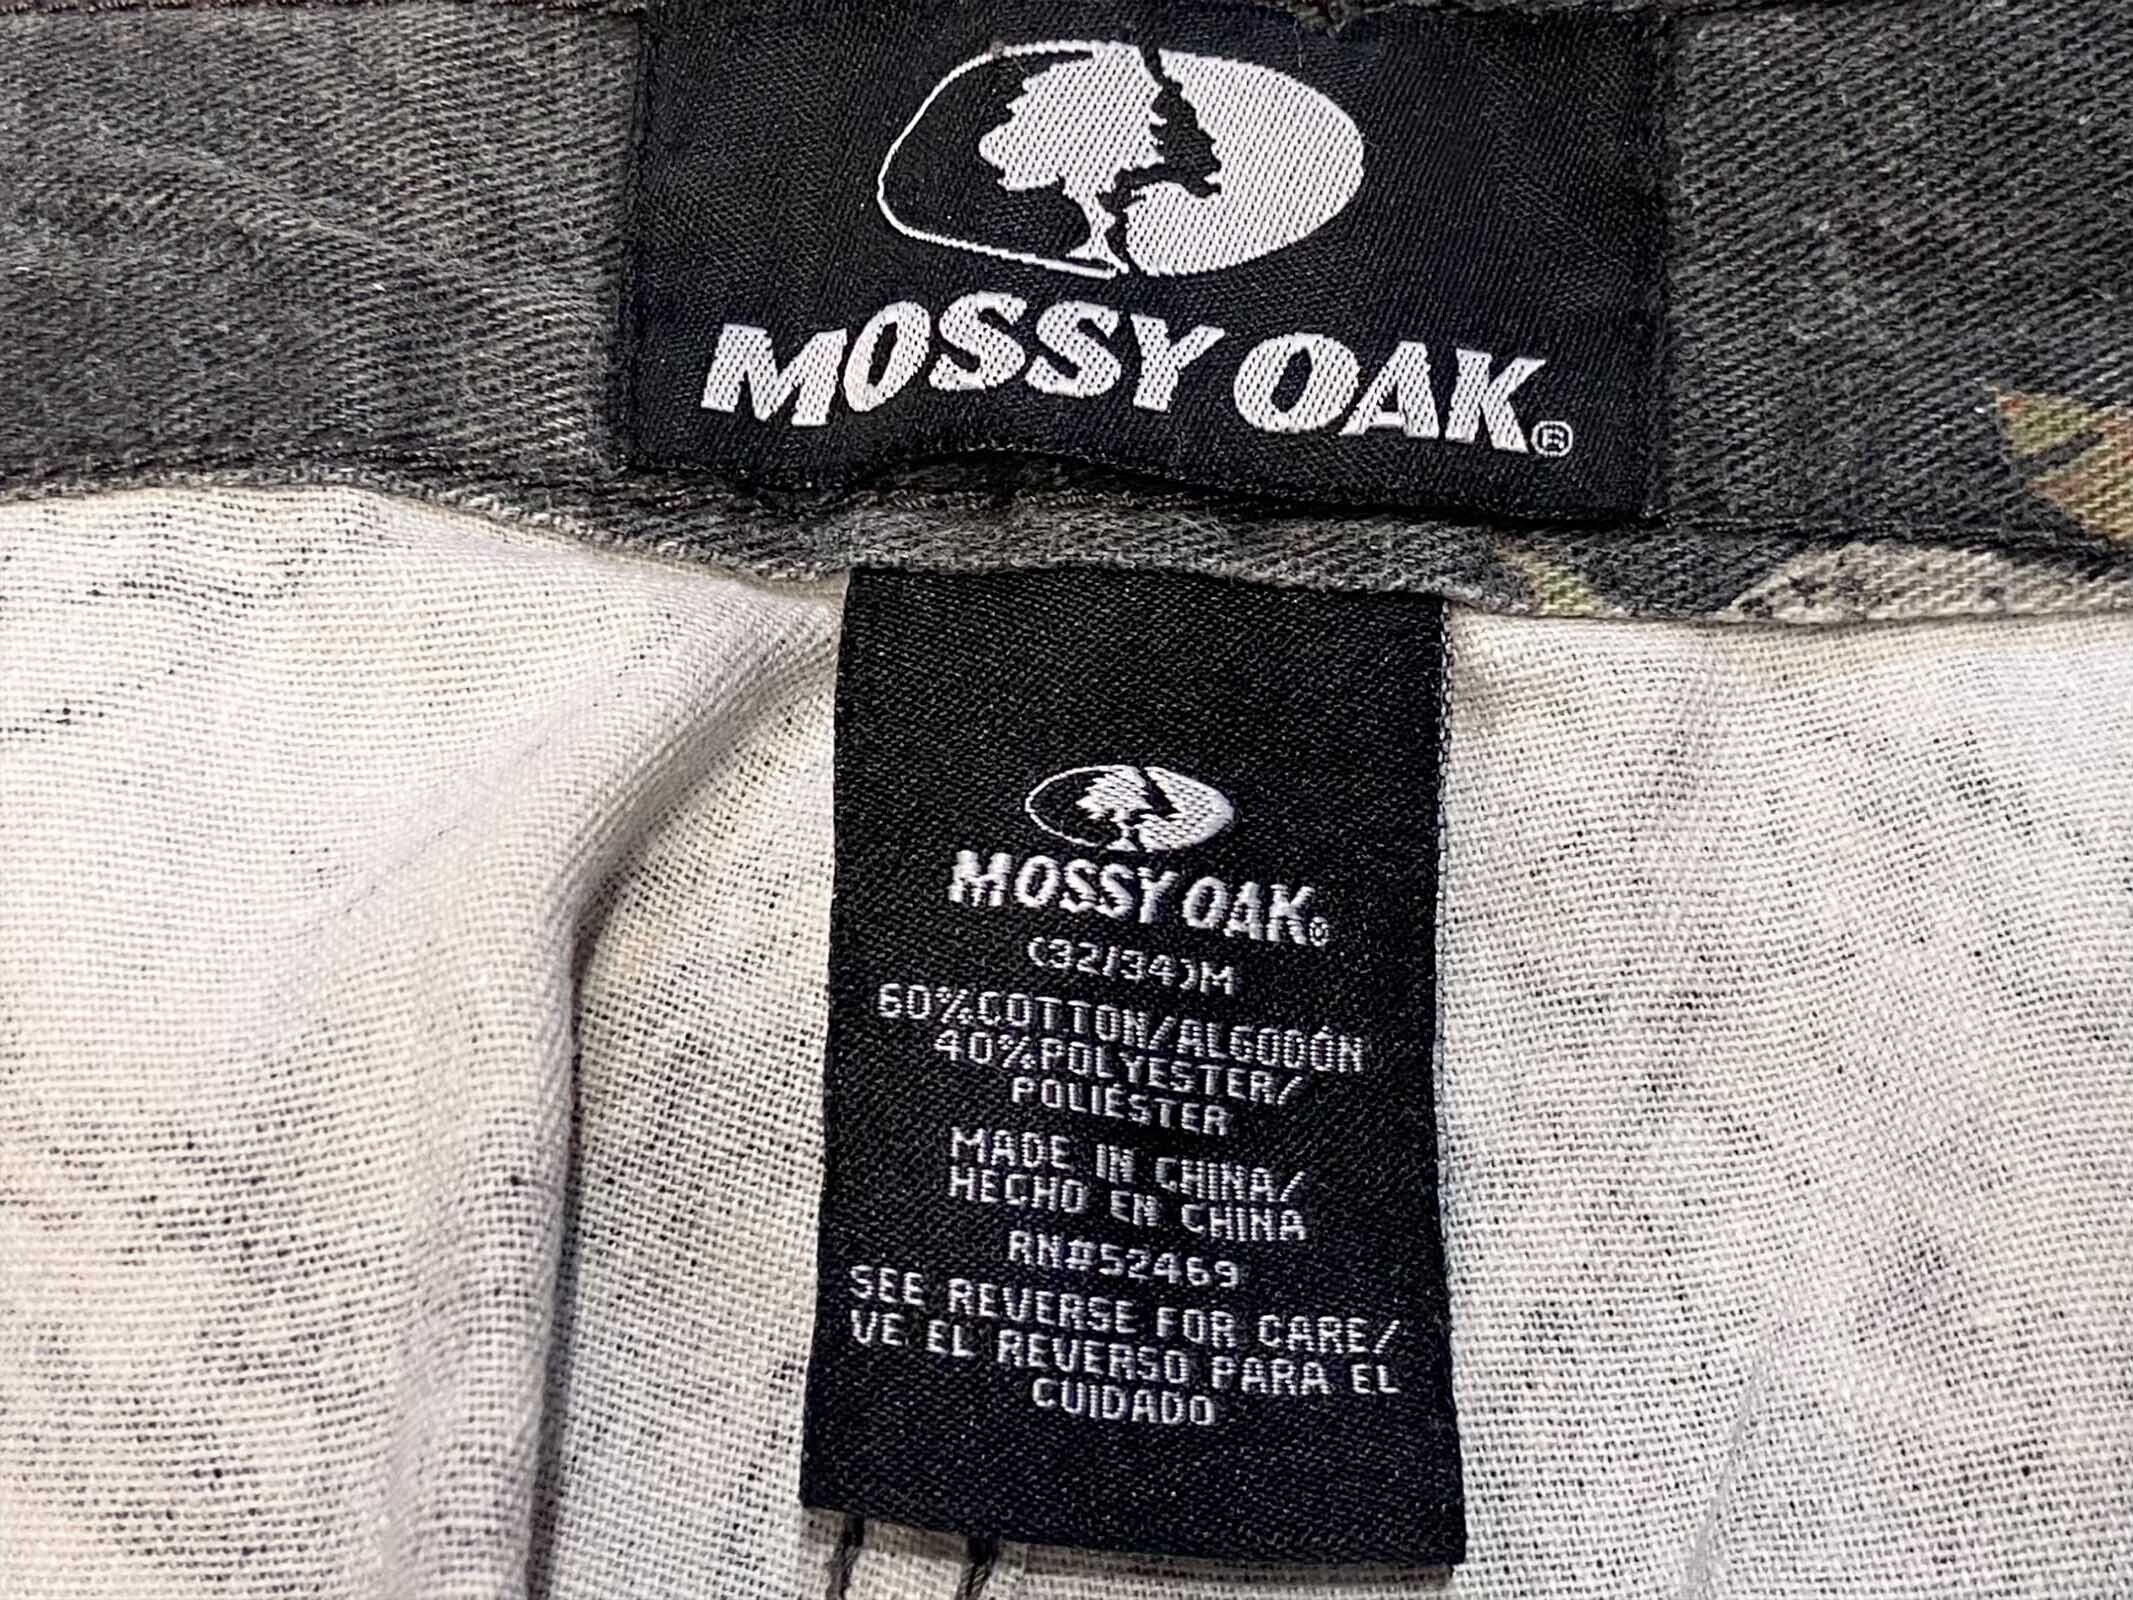 MOSSY OAK®
MOSSY OAK®
(32/34)M
60%COTTON/ALGODÓN
40%POLYESTER/
POLIÉSTER
MADE IN CHINA/
HECHO EN CHINA
RN#52469
SEE REVERSE FOR CARE/
VE EL REVERSO PARA EL
CUIDADO